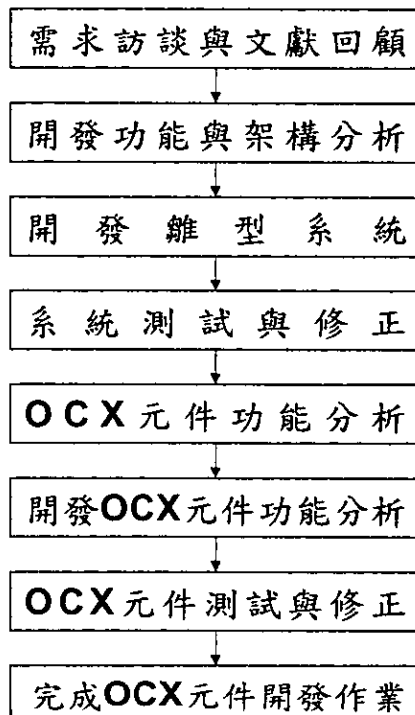 需求訪談與文獻回顧
開發功能與架構分析
開發雛型系統
系統測試與修正
OCX元件功能分析
開發OCX元件功能分析
OCX元件測試與修正
完成OCX元件開發作業